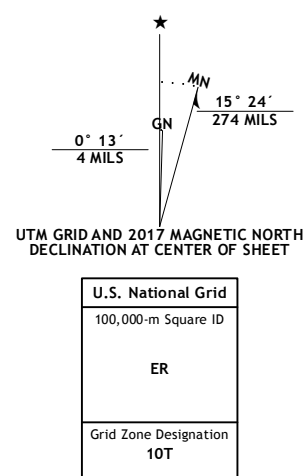 ★
MN
15° 24´
274 MILS
GN
0° 13´
4 MILS
UTM GRID AND 2017 MAGNETIC NORTH
DECLINATION AT CENTER OF SHEET
U.S. National Grid
100,000-m Square ID
ER
Grid Zone Designation
10T